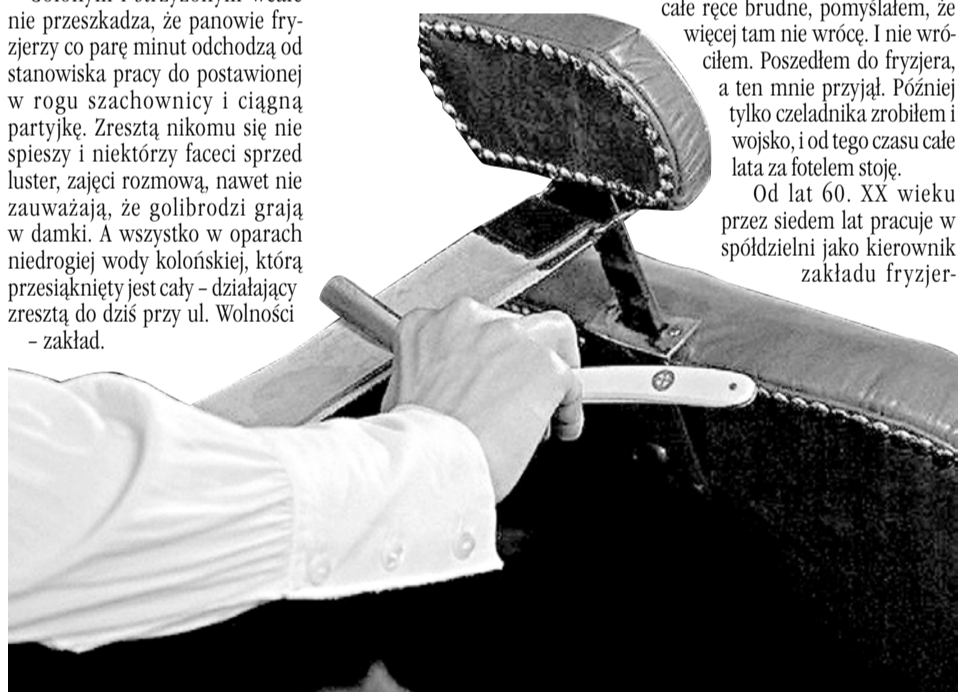 nie przeszkadza, że panowie fry-
zjerzy co parę minut odchodzą od
stanowiska pracy do postawionej
w rogu szachownicy i ciągną
partyjkę. Zresztą nikomu się nie
spieszy i niektórzy faceci sprzed
luster, zajęci rozmową, nawet nie
zauważają, że golibrodzi grają
w damki. A wszystko w oparach
niedrogiej wody kolońskiej, którą
przesiąknięty jest cały – działający
zresztą do dziś przy ul. Wolności
– zakład.
całe ręce brudne, pomyślałem, że
więcej tam nie wrócę. I nie wró-
ciłem. Poszedłem do fryzjera,
a ten mnie przyjął. Później
tylko czeladnika zrobiłem i
wojsko, i od tego czasu całe
lata za fotelem stoję.
Od lat 60. XX wieku
przez siedem lat pracuje w
spółdzielni jako kierownik
zakładu fryzjer-